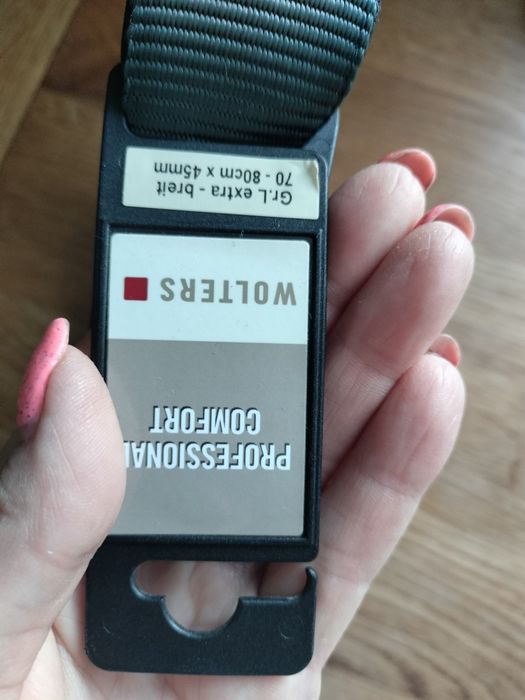 PROFESSIONAL
COMFORT
WOLTERS
Gr.L extra - breit
70 - 80cm x 45mm